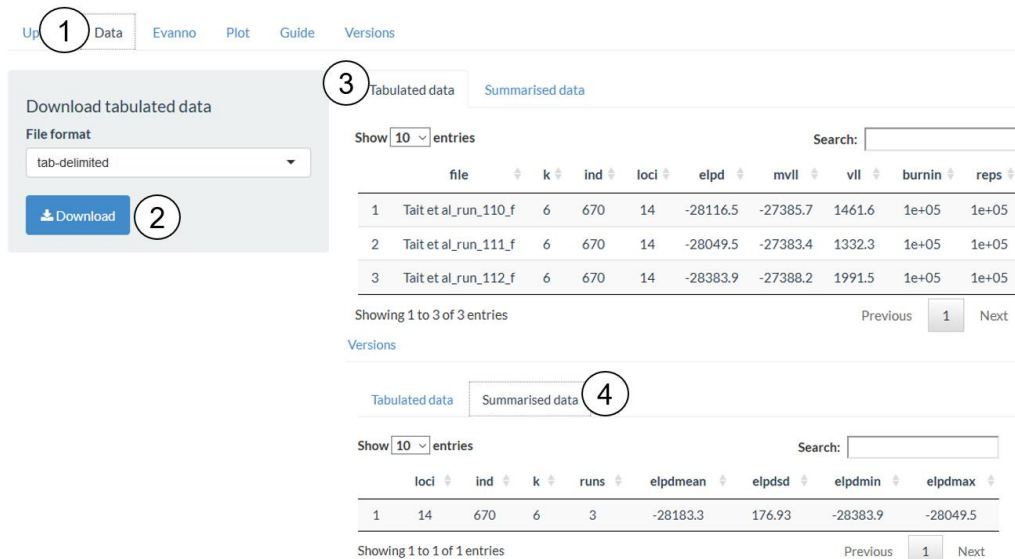 Up 1 Data Evanno Plot Guide Versions
Download tabulated data
File format
tab-delimited
Download 2
3 Tabulated data Summarised data
Show 10 entries Search:
file k ind loci elpd mvll vll burnin reps
1 Tait et al_run_110_f 6 670 14 -28116.5 -27385.7 1461.6 1e+05 1e+05
2 Tait et al_run_111_f 6 670 14 -28049.5 -27383.4 1332.3 1e+05 1e+05
3 Tait et al_run_112_f 6 670 14 -28383.9 -27388.2 1991.5 1e+05 1e+05
Showing 1 to 3 of 3 entries Previous 1 Next
Versions
Tabulated data Summarised data 4
Show 10 entries Search:
loci ind k runs elpdmean elpdsd elpdmin elpdmax
1 14 670 6 3 -28183.3 176.93 -28383.9 -28049.5
Showing 1 to 1 of 1 entries Previous 1 Next